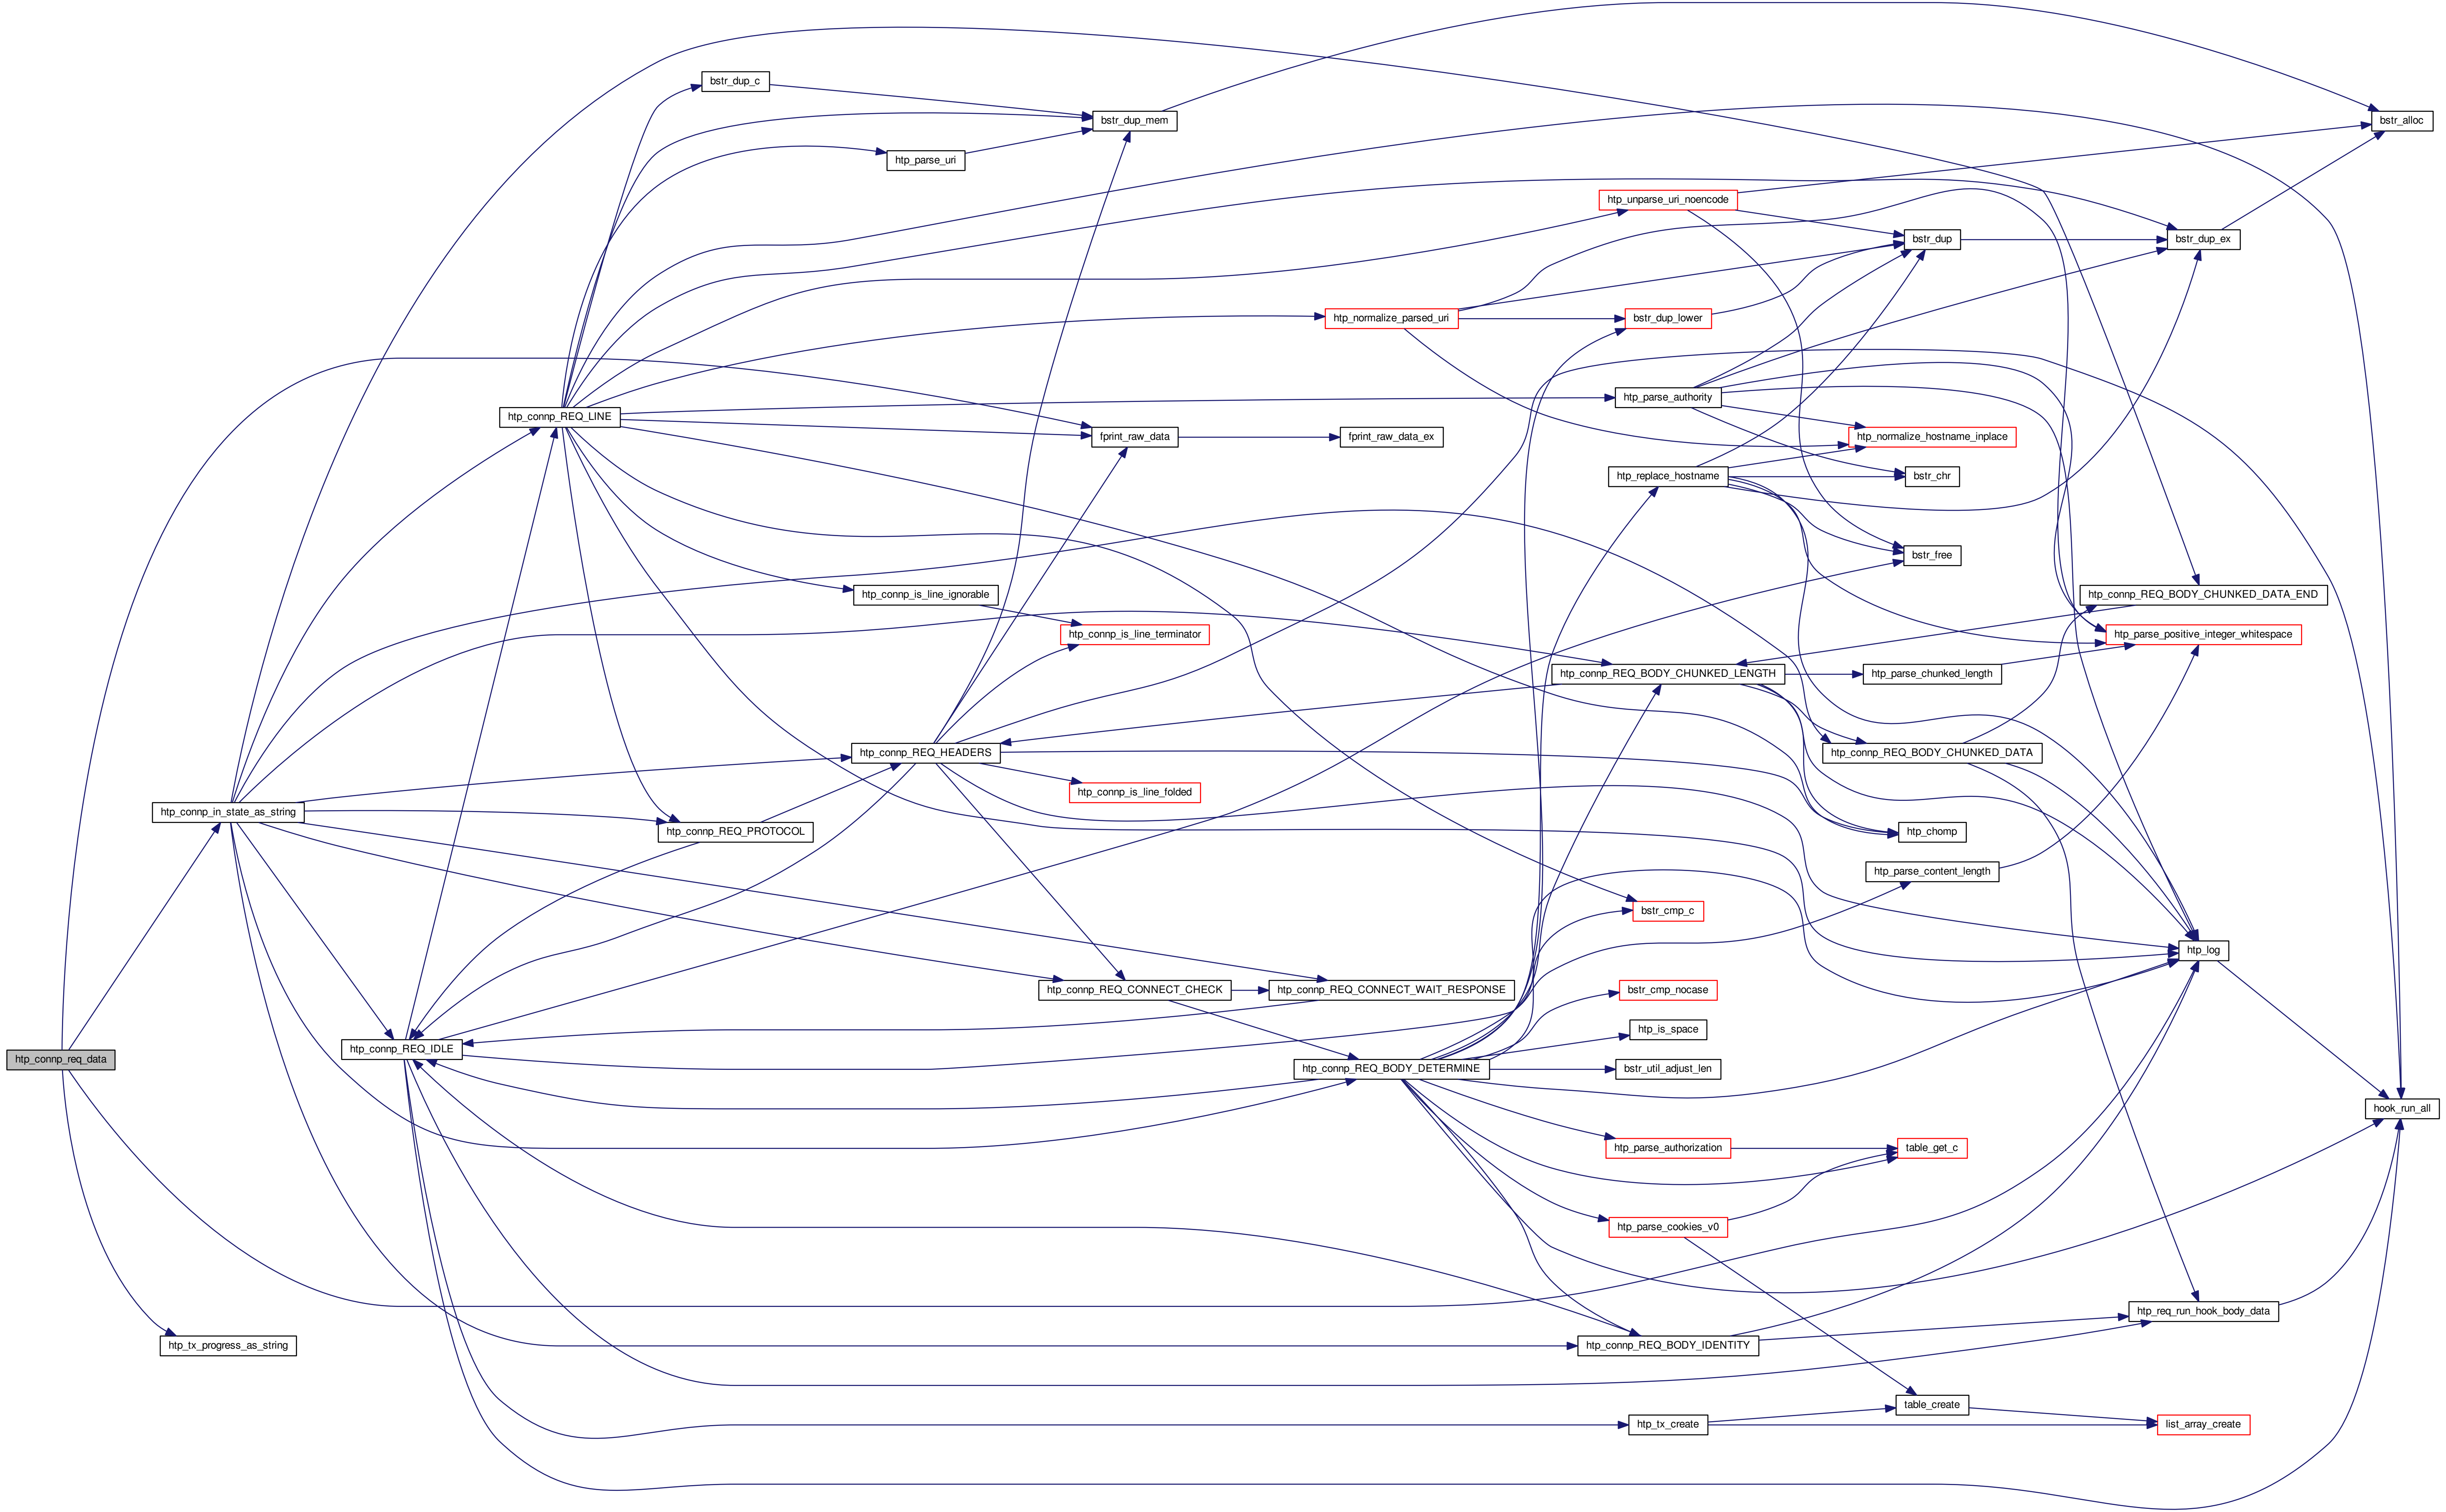 bstr_dup_c
bstr_dup_mem
bstr_alloc
htp_parse_uri
htp_unparse_uri_noencode
bstr_dup
bstr_dup_ex
htp_normalize_parsed_uri
bstr_dup_lower
htp_parse_authority
htp_connp_REQ_LINE
fprint_raw_data
fprint_raw_data_ex
htp_normalize_hostname_inplace
htp_replace_hostname
bstr_chr
bstr_free
htp_connp_is_line_ignorable
htp_connp_REQ_BODY_CHUNKED_DATA_END
htp_connp_is_line_terminator
htp_parse_positive_integer_whitespace
htp_connp_REQ_BODY_CHUNKED_LENGTH
htp_parse_chunked_length
htp_connp_REQ_HEADERS
htp_connp_REQ_BODY_CHUNKED_DATA
htp_connp_is_line_folded
htp_connp_in_state_as_string
htp_connp_REQ_PROTOCOL
htp_chomp
htp_parse_content_length
bstr_cmp_c
htp_log
htp_connp_REQ_CONNECT_CHECK
htp_connp_REQ_CONNECT_WAIT_RESPONSE
bstr_cmp_nocase
htp_is_space
htp_connp_REQ_IDLE
htp_connp_req_data
htp_connp_REQ_BODY_DETERMINE
bstr_util_adjust_len
hook_run_all
htp_parse_authorization
table_get_c
htp_parse_cookies_v0
htp_req_run_hook_body_data
htp_tx_progress_as_string
htp_connp_REQ_BODY_IDENTITY
table_create
htp_tx_create
list_array_create